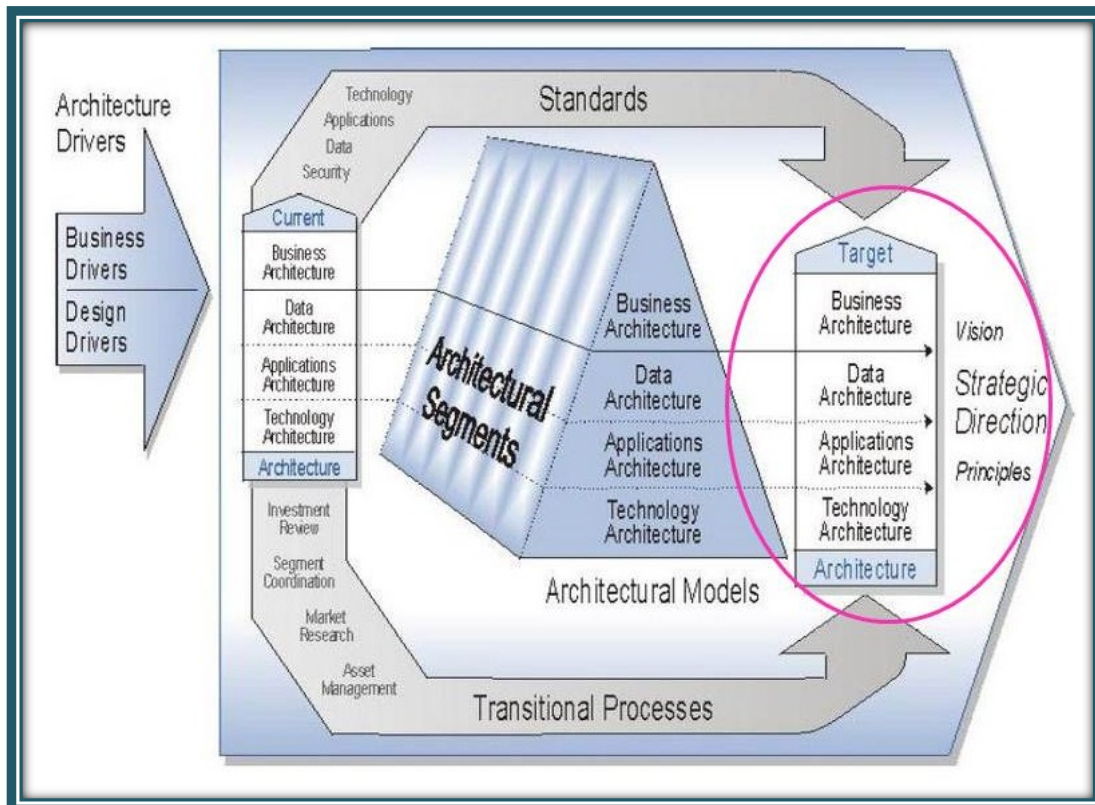 Architecture
Drivers
Business
Drivers
Design
Drivers
Technology
Applications
Data
Security
Standards
Current
Business
Architecture
Data
Architecture
Applications
Architecture
Technology
Architecture
Architecture
Investment
Review
Segment
Coordination
Market
Research
Asset
Management
Transitional Processes
Architectural
Segments
Business
Architecture
Data
Architecture
Applications
Architecture
Technology
Architecture
Architectural Models
Target
Business
Architecture
Data
Architecture
Applications
Architecture
Technology
Architecture
Architecture
Vision
Strategic
Direction
Principles